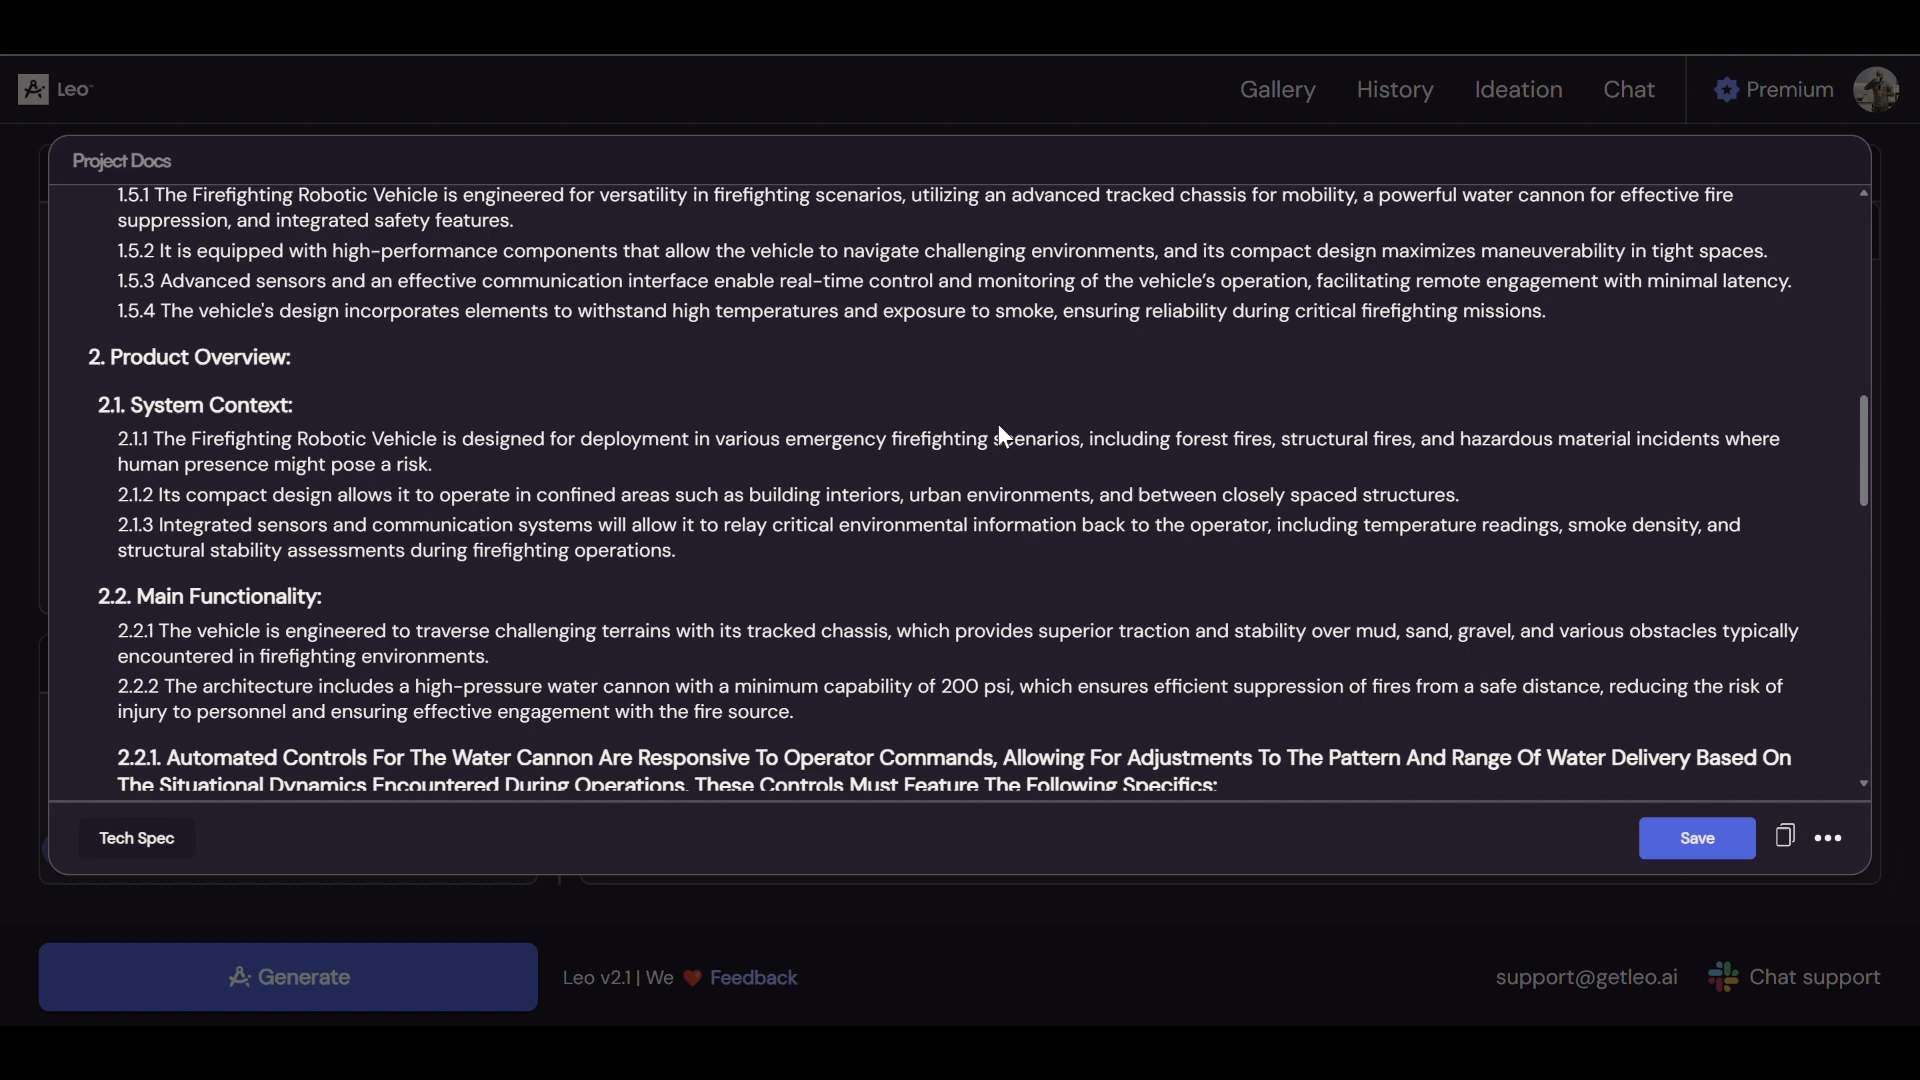 Leo
Gallery History Ideation Chat Premium
Project Docs
1.5.1 The Firefighting Robotic Vehicle is engineered for versatility in firefighting scenarios, utilizing an advanced tracked chassis for mobility, a powerful water cannon for effective fire
suppression, and integrated safety features.
1.5.2 It is equipped with high-performance components that allow the vehicle to navigate challenging environments, and its compact design maximizes maneuverability in tight spaces.
1.5.3 Advanced sensors and an effective communication interface enable real-time control and monitoring of the vehicle's operation, facilitating remote engagement with minimal latency.
1.5.4 The vehicle's design incorporates elements to withstand high temperatures and exposure to smoke, ensuring reliability during critical firefighting missions.
2. Product Overview:
2.1. System Context:
2.1.1 The Firefighting Robotic Vehicle is designed for deployment in various emergency firefighting scenarios, including forest fires, structural fires, and hazardous material incidents where
human presence might pose a risk.
2.1.2 Its compact design allows it to operate in confined areas such as building interiors, urban environments, and between closely spaced structures.
2.1.3 Integrated sensors and communication systems will allow it to relay critical environmental information back to the operator, including temperature readings, smoke density, and
structural stability assessments during firefighting operations.
2.2. Main Functionality:
2.2.1 The vehicle is engineered to traverse challenging terrains with its tracked chassis, which provides superior traction and stability over mud, sand, gravel, and various obstacles typically
encountered in firefighting environments.
2.2.2 The architecture includes a high-pressure water cannon with a minimum capability of 200 psi, which ensures efficient suppression of fires from a safe distance, reducing the risk of
injury to personnel and ensuring effective engagement with the fire source.
2.2.1. Automated Controls For The Water Cannon Are Responsive To Operator Commands, Allowing For Adjustments To The Pattern And Range Of Water Delivery Based On
The Situational Dynamics Encountered During Operations. These Controls Must Feature The Following Specifics:
Tech Spec
Save
Generate
Leo v2.1 | We ❤ Feedback
support@getleo.ai
Chat support